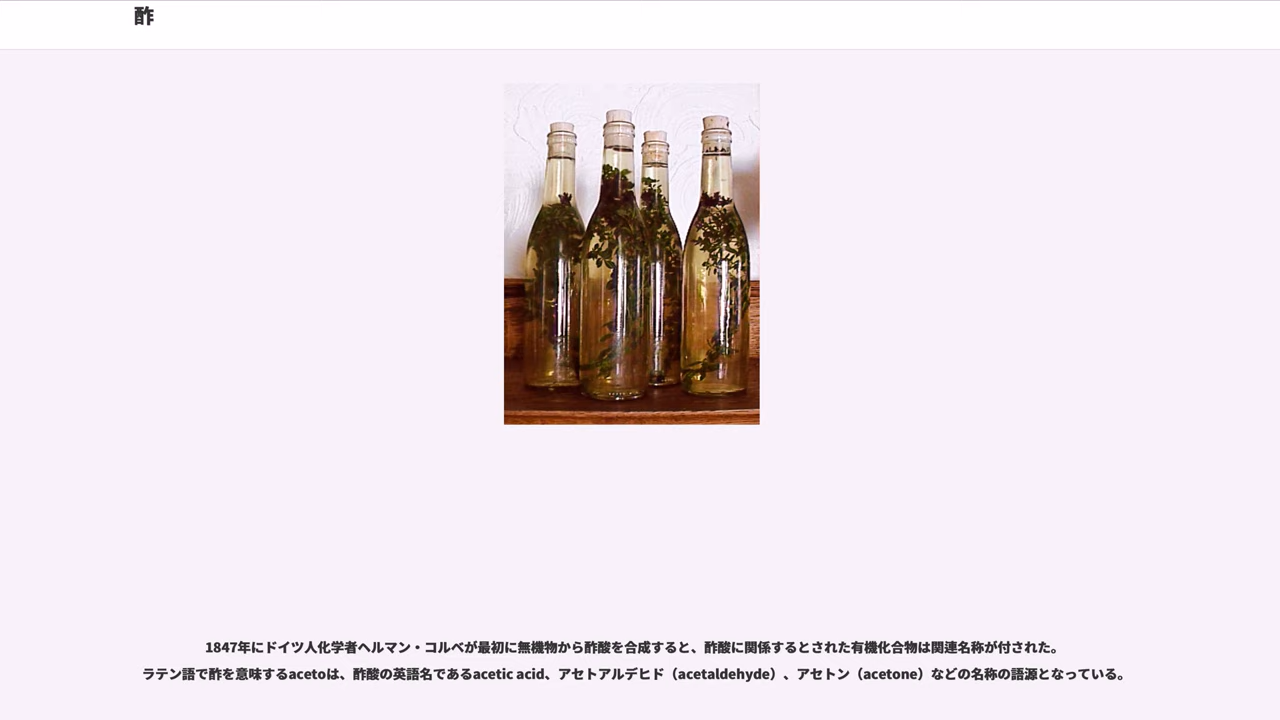 酢
1847年にドイツ人化学者ヘルマン・コルベが最初に無機物から酢酸を合成すると、酢酸に関係するとされた有機化合物は関連名称が付された。
ラテン語で酢を意味するacetoは、酢酸の英語名であるacetic acid、アセトアルデヒド（acetaldehyde）、アセトン（acetone）などの名称の語源となっている。